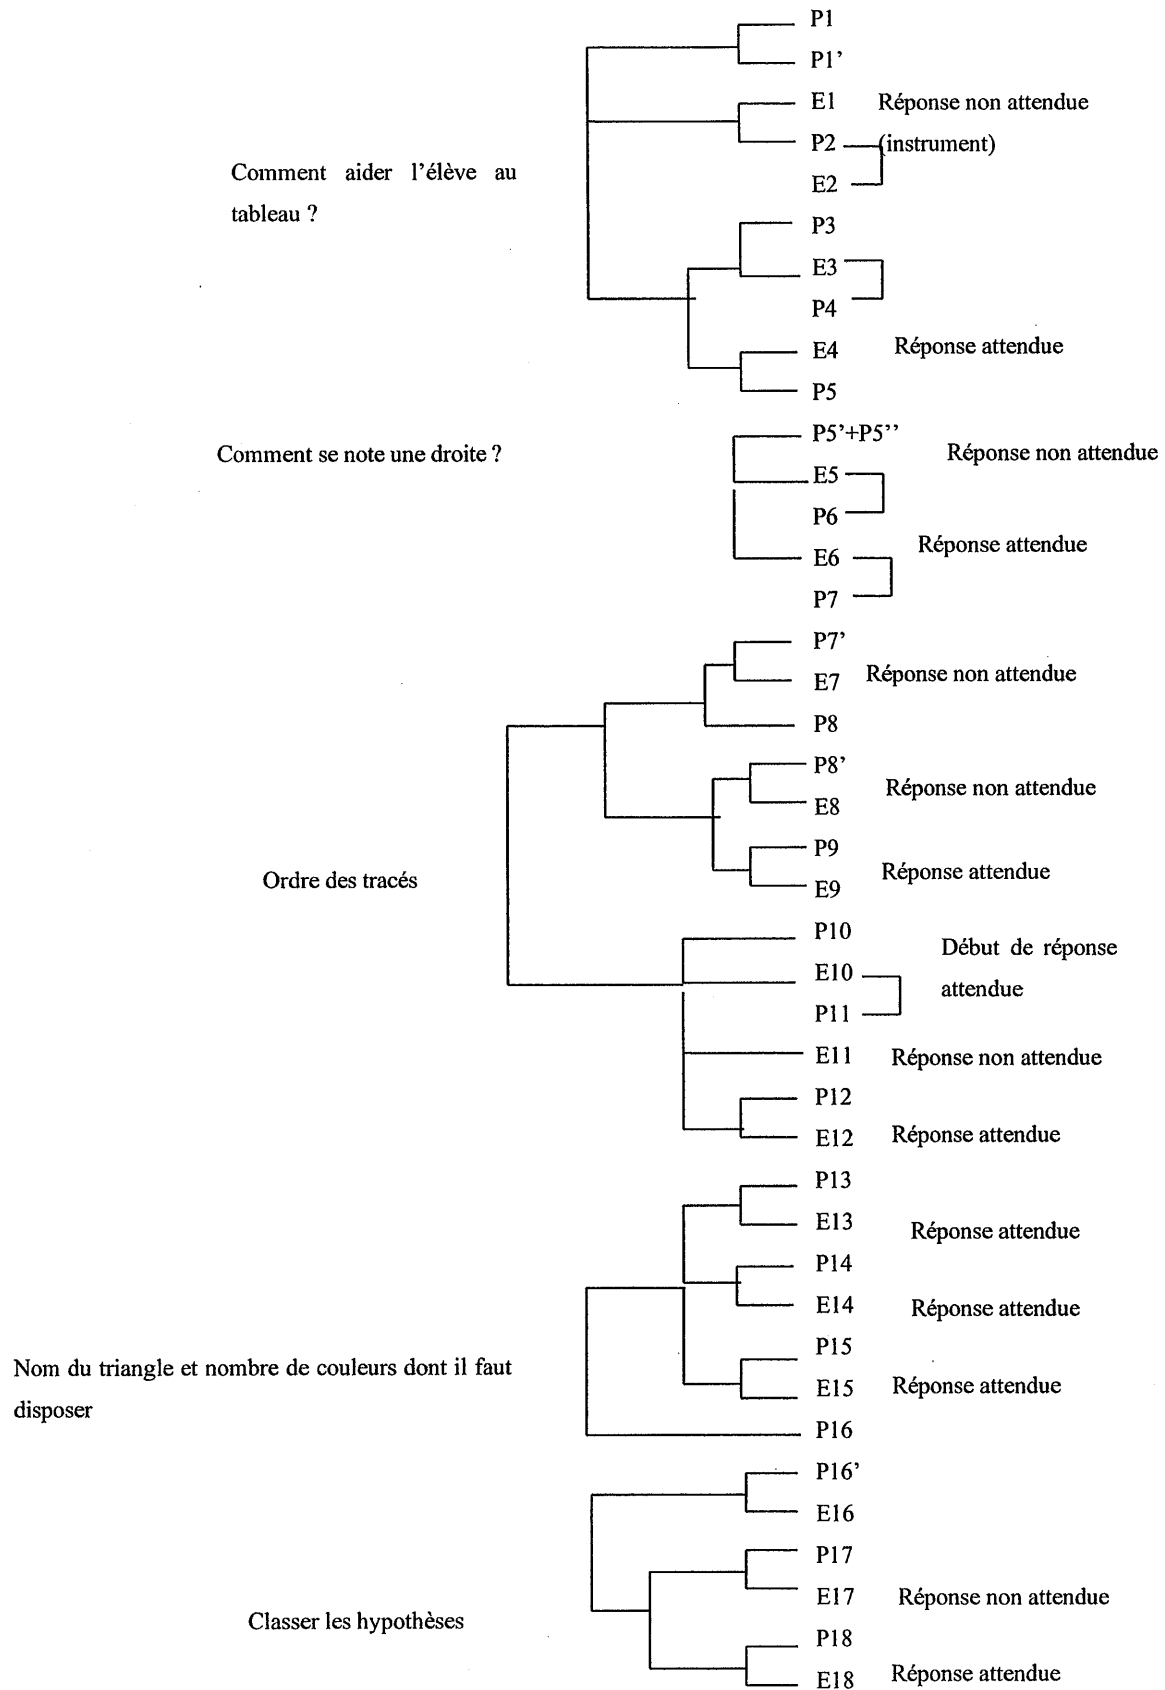 P1
P1’
E1 Réponse non attendue
P2 (instrument)
Comment aider l’élève au
E2
tableau ?
P3
E3
P4
E4 Réponse attendue
P5
P5’+P5’’
Comment se note une droite ? Réponse non attendue
E5
P6
Réponse attendue
E6
P7
P7’
E7 Réponse non attendue
P8
P8’
Réponse non attendue
E8
P9
Ordre des tracés Réponse attendue
E9
P10
Début de réponse
E10
attendue
P11
E11 Réponse non attendue
P12
E12 Réponse attendue
P13
E13 Réponse attendue
P14
E14 Réponse attendue
P15
Nom du triangle et nombre de couleurs dont il faut
E15 Réponse attendue
disposer
P16
P16’
E16
P17
E17 Réponse non attendue
Classer les hypothèses
P18
E18 Réponse attendue